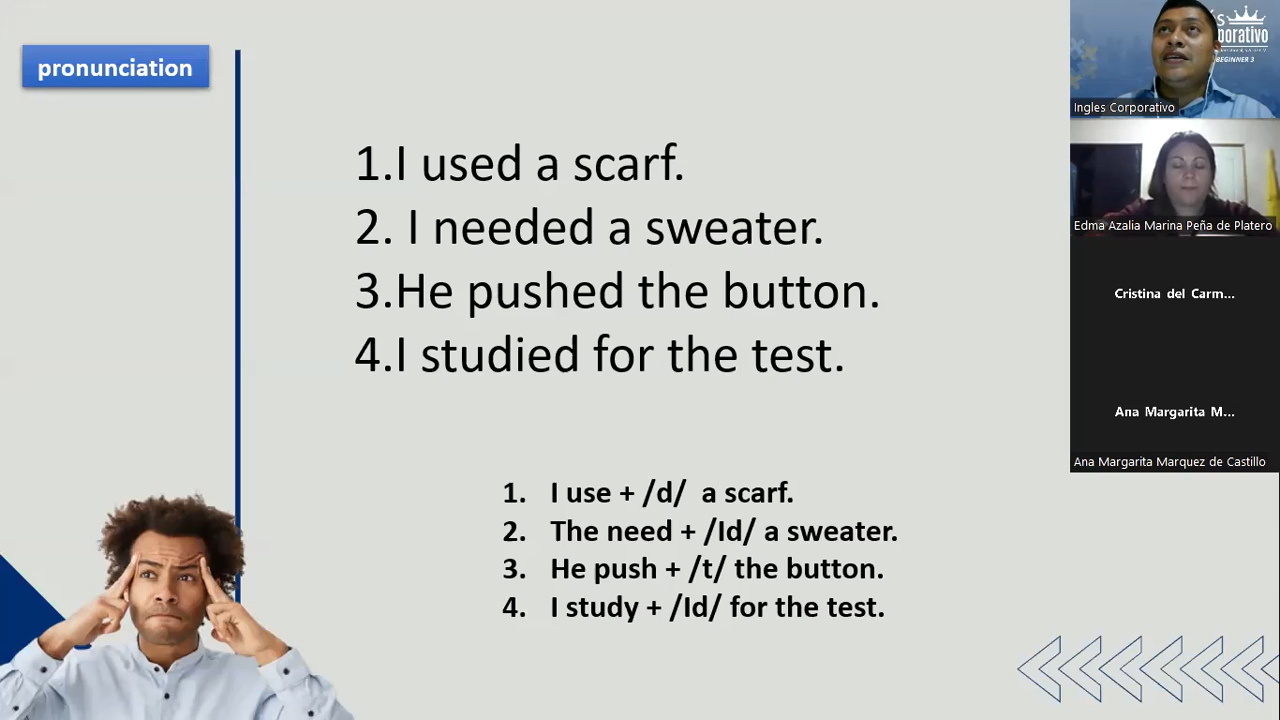 pronunciation
1.I used a scarf.
2. I needed a sweater.
3.He pushed the button.
4.I studied for the test.
1. I use + /d/ a scarf.
2. The need + /Id/ a sweater.
3. He push + /t/ the button.
4. I study + /Id/ for the test.
BEGINNER 3
Ingles Corporativo
Edma Azalia Marina Peña de Platero
Cristina del Carm...
Ana Margarita M...
Ana Margarita Marquez de Castillo